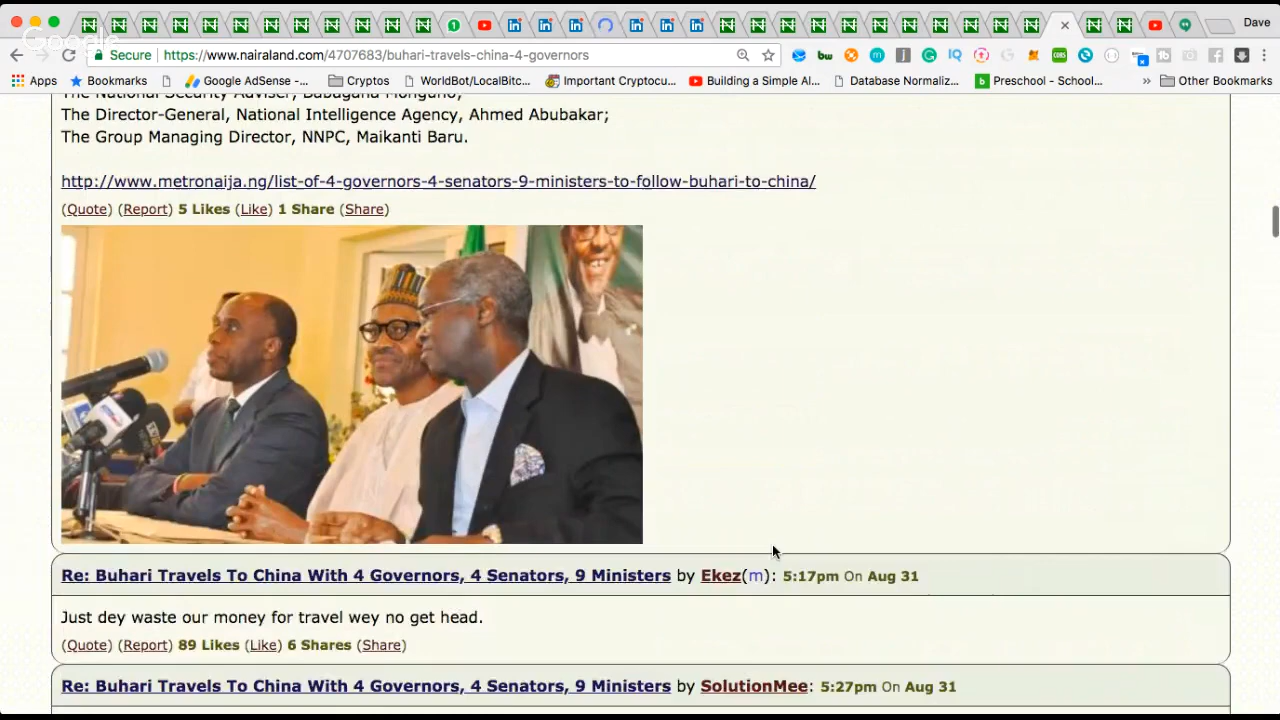 Dave
Google
Secure | https://www.nairaland.com/4707683/buhari-travels-china-4-governors
Apps Bookmarks Google AdSense -... Cryptos Worldist/LocalBitc... Important Cryptocu... Building a Simple Al... Database Normaliz... Preschool - School... » Other Bookmarks
The Director-General, National Intelligence Agency, Ahmed Abubakar;
The Group Managing Director, NNPC, Maikanti Baru.
http://www.metronaija.ng/list-of-4-governors-4-senators-9-ministers-to-follow-buhari-to-china/
(Quote) (Report) 5 Likes (Like) 1 Share (Share)
Re: Buhari Travels To China With 4 Governors, 4 Senators, 9 Ministers by Ekez(m): 5:17pm On Aug 31
Just dey waste our money for travel wey no get head.
(Quote) (Report) 89 Likes (Like) 6 Shares (Share)
Re: Buhari Travels To China With 4 Governors, 4 Senators, 9 Ministers by SolutionMee: 5:27pm On Aug 31